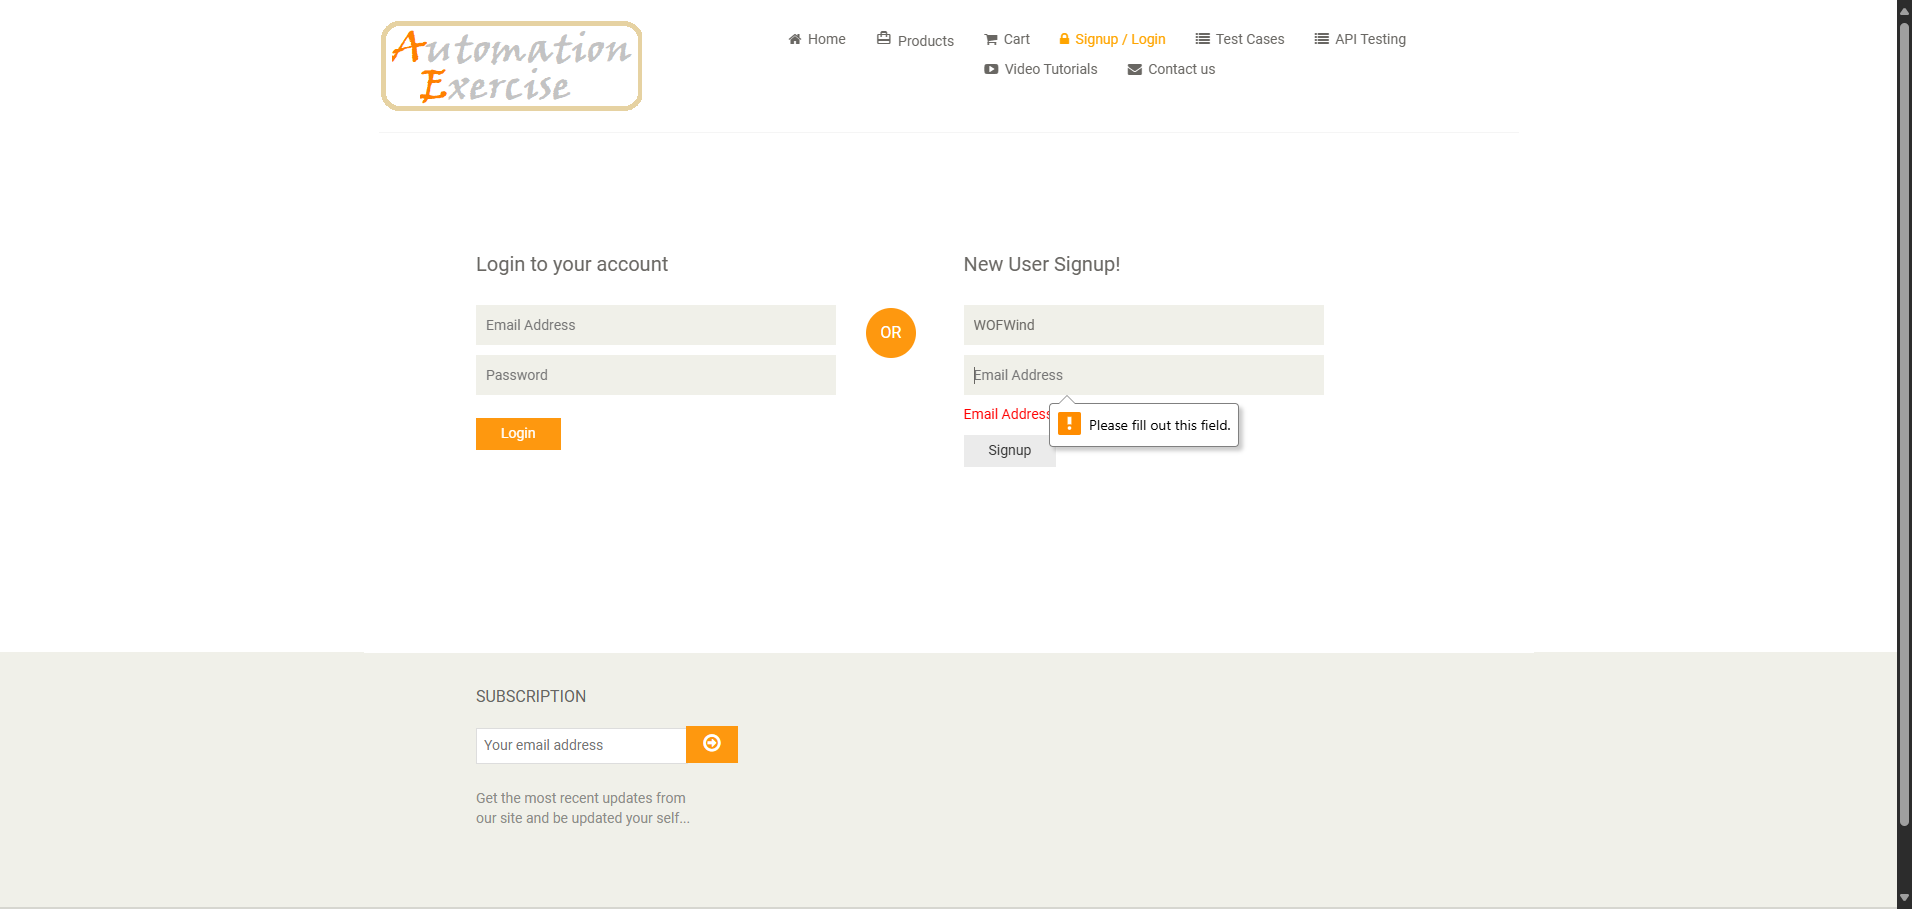 Automation
Exercise
Home
Products
Cart
Signup / Login
Test Cases
API Testing
Video Tutorials
Contact us
Login to your account
Email Address
Password
Login
OR
New User Signup!
WOFWind
Email Address
Email Address
Please fill out this field.
Signup
SUBSCRIPTION
Your email address
Get the most recent updates from
our site and be updated your self...